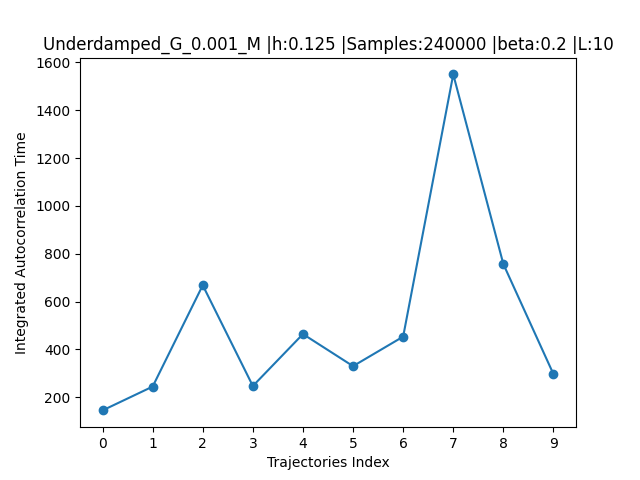 Underdamped_G_0.001_M |h:0.125 |Samples:240000 |beta:0.2 |L:10
1600
1400
1200
1000
800
600
400
200
Integrated Autocorrelation Time
0 1 2 3 4 5 6 7 8 9
Trajectories Index